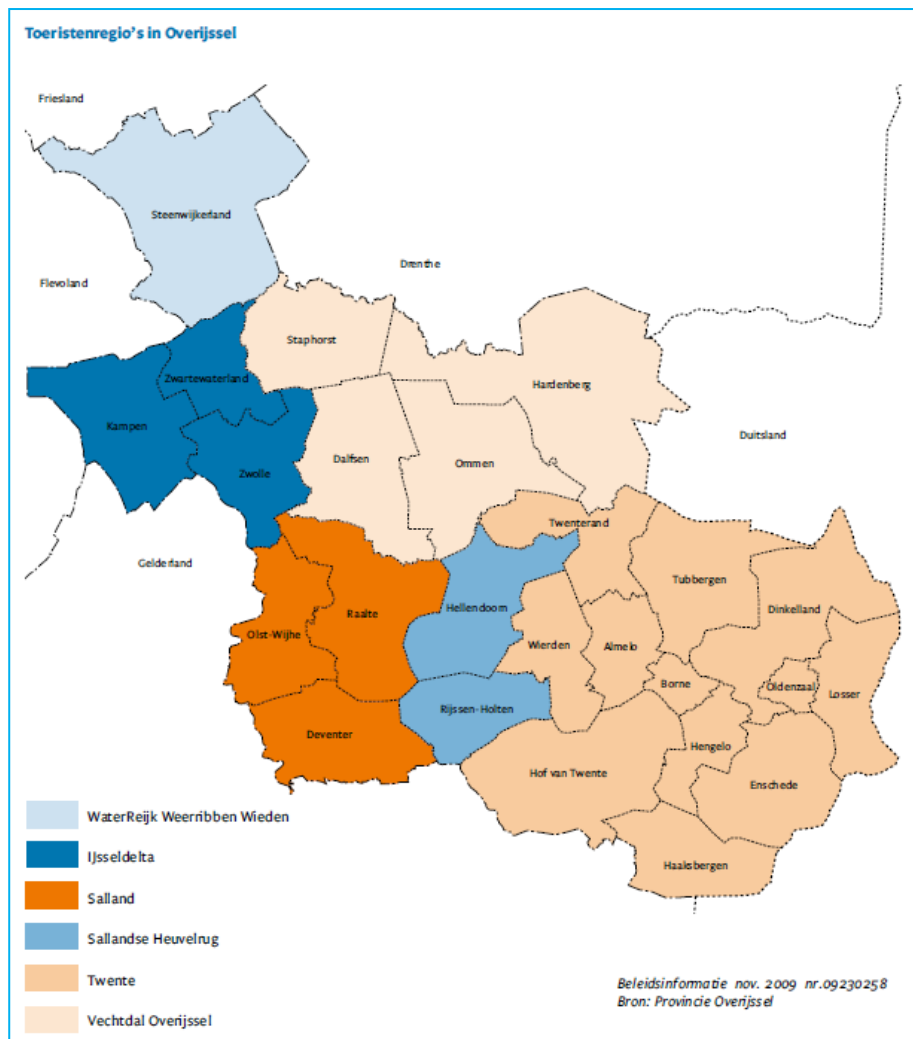 Toeristenregio's in Overijssel
Friesland
Steenwijkerland
Drenthe
Flevoland
Staphorst
Zwartewaterland
Hardenberg
Kampen
Duitsland
Dalfsen
Ommen
Zwolle
Twenterand
Gelderland
Tubbergen
Hellendoorn
Dinkelland
Raalte
Olst-Wijhe
Wierden
Almelo
Borne
Oldenzaal
Losser
Rijssen-Holten
Deventer
Hengelo
Hof van Twente
Enschede
WaterReijk Weerribben Wieden
IJsseldelta
Haaksbergen
Salland
Sallandse Heuvelrug
Twente
Vechtdal Overijssel
Beleidsinformatie nov. 2009 nr.09230258
Bron: Provincie Overijssel